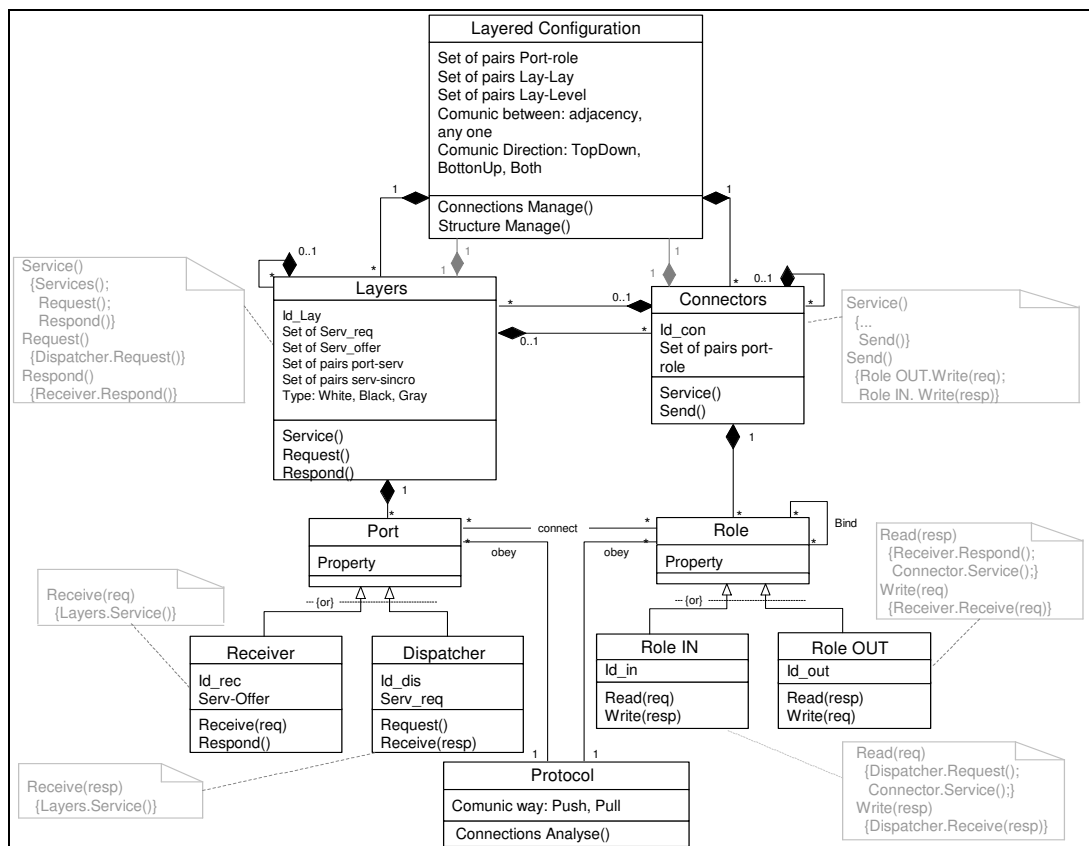 Layered Configuration
Set of pairs Port-role
Set of pairs Lay-Lay
Set of pairs Lay-Level
Comunic between: adjacency,
any one
Comunic Direction: TopDown,
BottonUp, Both
Connections Manage()
Structure Manage()
1
1
1
1
1
1
*
*
0..1
*
0..1
*
Service()
{Services();
Request();
Respond()}
Request()
{Dispatcher.Request()}
Respond()
{Receiver.Respond()}
Layers
Id_Lay
Set of Serv_req
Set of Serv_offer
Set of pairs port-serv
Set of pairs serv-sincro
Type: White, Black, Gray
Service()
Request()
Respond()
*
0..1
0..1
*
Connectors
Id_con
Set of pairs port-
role
Service()
Send()
Service()
{...
Send()}
Send()
{Role OUT.Write(req);
Role IN. Write(resp)}
1
*
1
*
Port
Property
*
connect
*
*
obey
obey
*
Role
Property
*
*
Bind
Read(resp)
{Receiver.Respond();
Connector.Service();}
Write(req)
{Receiver.Receive(req)}
Receive(req)
{Layers.Service()}
{or}
{or}
Receiver
Id_rec
Serv-Offer
Receive(req)
Respond()
Dispatcher
Id_dis
Serv_req
Request()
Receive(resp)
Role IN
Id_in
Read(req)
Write(resp)
Role OUT
Id_out
Read(resp)
Write(req)
Receive(resp)
{Layers.Service()}
1
1
Protocol
Comunic way: Push, Pull
Connections Analyse()
Read(req)
{Dispatcher.Request();
Connector.Service();}
Write(resp)
{Dispatcher.Receive(resp)}